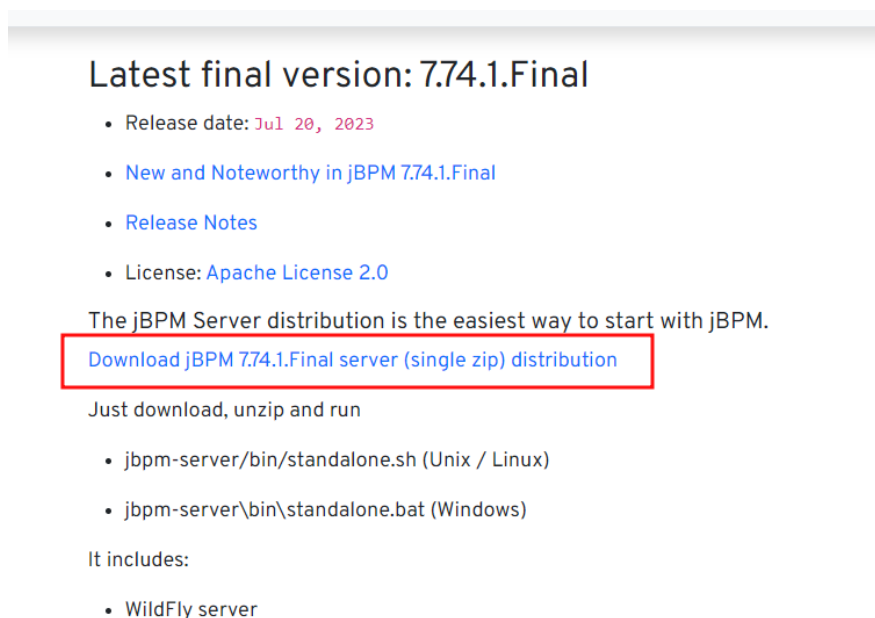 Latest final version: 7.74.1.Final
• Release date: Jul 20, 2023
• New and Noteworthy in jBPM 7.74.1.Final
• Release Notes
• License: Apache License 2.0
The jBPM Server distribution is the easiest way to start with jBPM.
Download jBPM 7.74.1.Final server (single zip) distribution
Just download, unzip and run
• jbpm-server/bin/standalone.sh (Unix / Linux)
• jbpm-server\bin\standalone.bat (Windows)
It includes:
• WildFly server